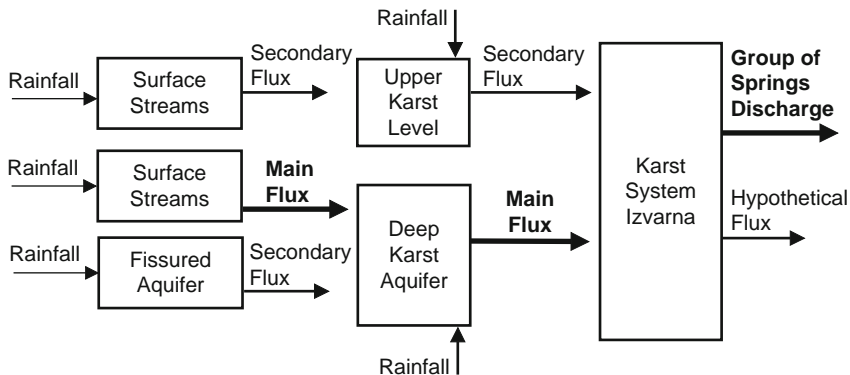 Rainfall
Surface
Streams
Secondary
Flux
Rainfall
Upper
Karst
Level
Secondary
Flux
Rainfall
Surface
Streams
Main
Flux
Rainfall
Fissured
Aquifer
Secondary
Flux
Deep
Karst
Aquifer
Rainfall
Main
Flux
Karst
System
Izvarna
Group of
Springs
Discharge
Hypothetical
Flux